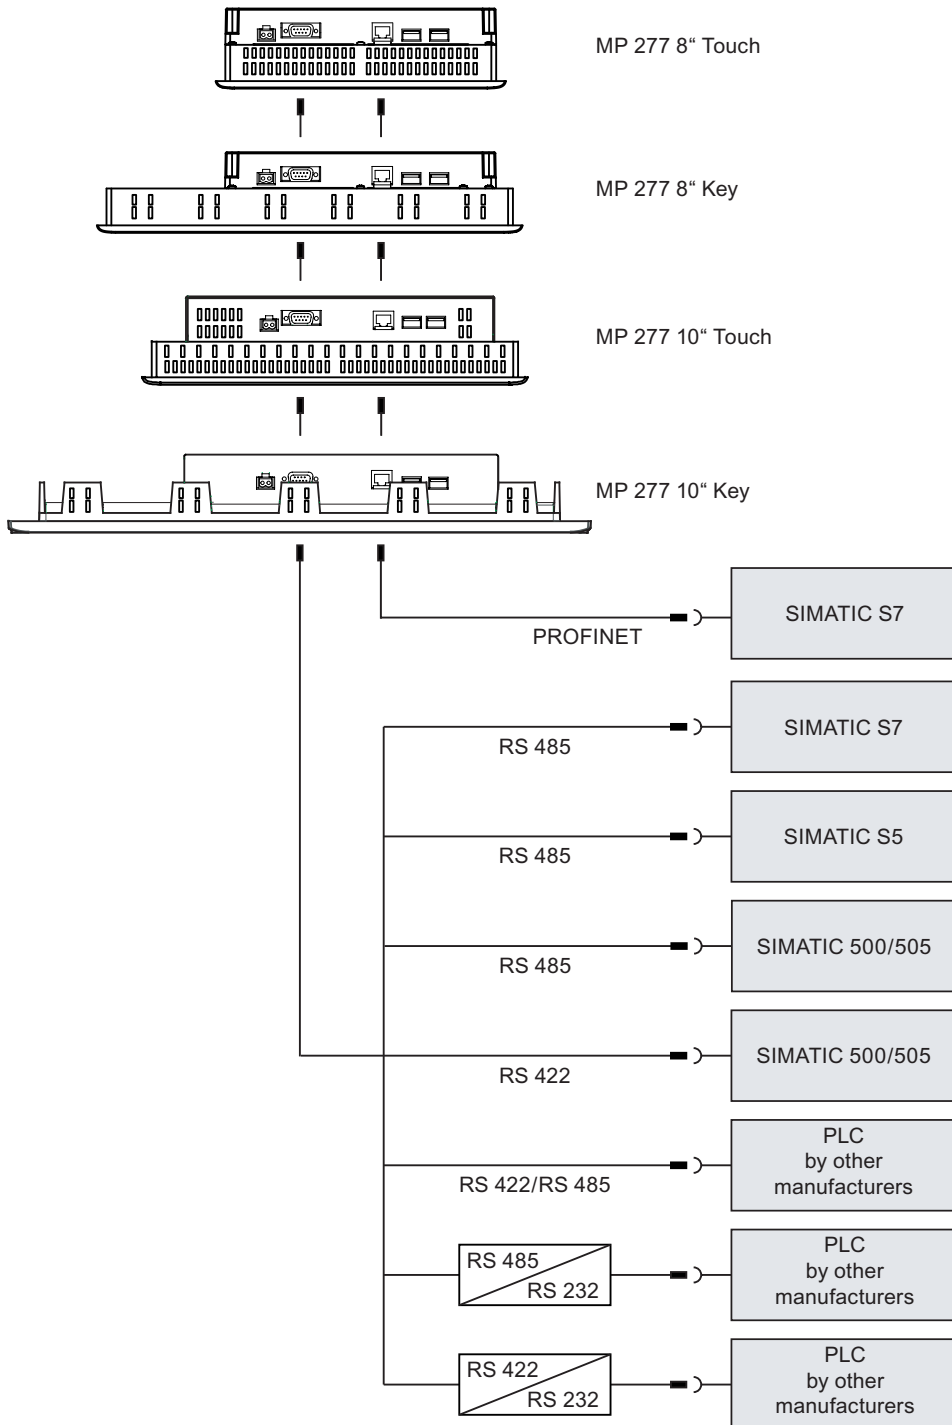 MP 277 8“ Touch
MP 277 8“ Key
MP 277 10“ Touch
MP 277 10“ Key
SIMATIC S7
PROFINET
SIMATIC S7
RS 485
SIMATIC S5
RS 485
SIMATIC 500/505
RS 485
SIMATIC 500/505
RS 422
PLC
by other
manufacturers
RS 422/RS 485
PLC
by other
manufacturers
RS 485
RS 232
PLC
by other
manufacturers
RS 422
RS 232